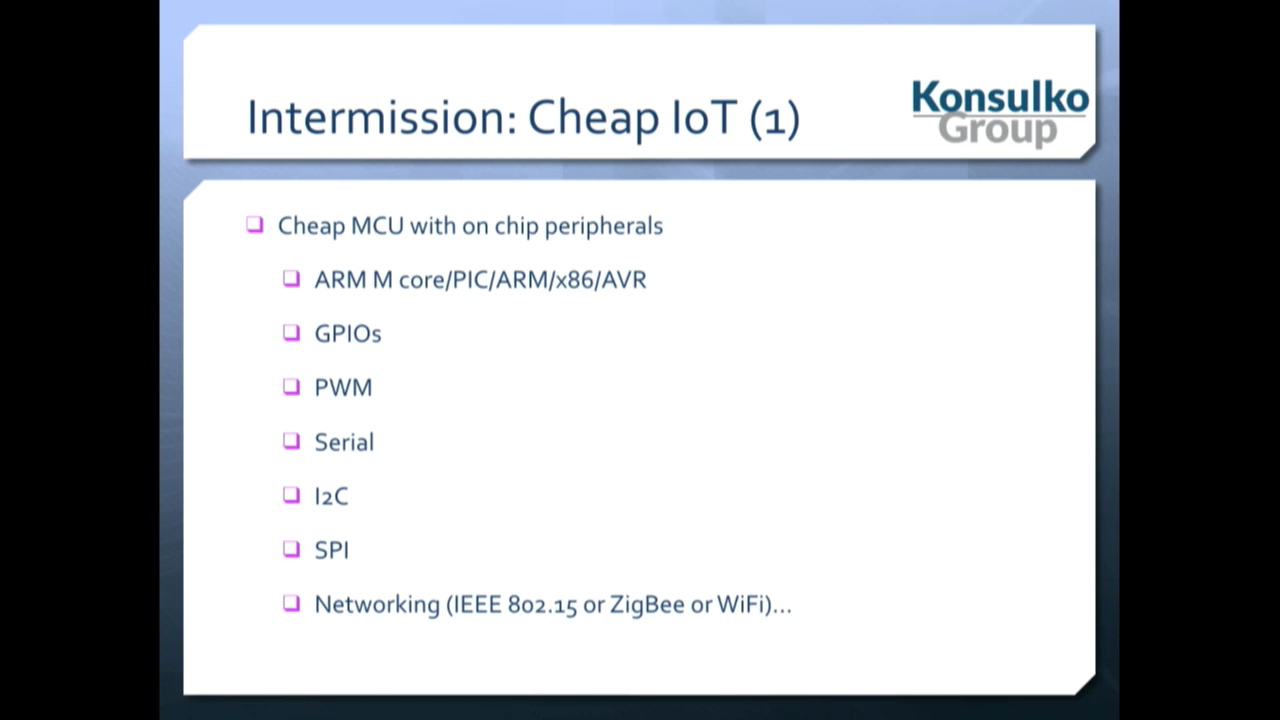 Intermission: Cheap IoT (1)
Konsulko
Group
Cheap MCU with on chip peripherals
ARM M core/PIC/ARM/x86/AVR
GPIOs
PWM
Serial
I2C
SPI
Networking (IEEE 802.15 or ZigBee or WiFi)...